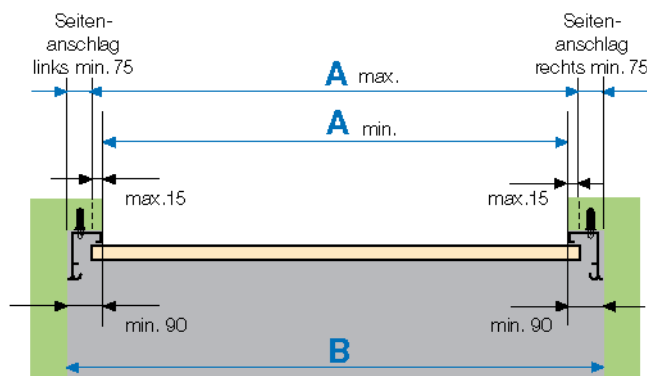 Seiten-
anschlag
links min. 75
Seiten-
anschlag
rechts min. 75
A max.
A min.
max.15
max.15
min. 90
min. 90
B